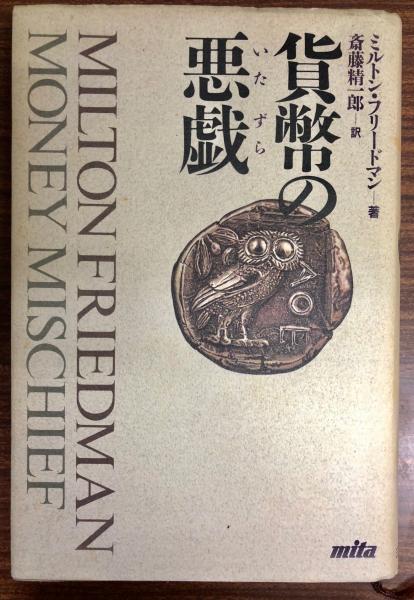 ミルトン・フリードマン─著
斎藤精一郎─訳
貨幣の
悪戯
いたずら
MILTON FRIEDMAN
MONEY MISCHIEF
mita